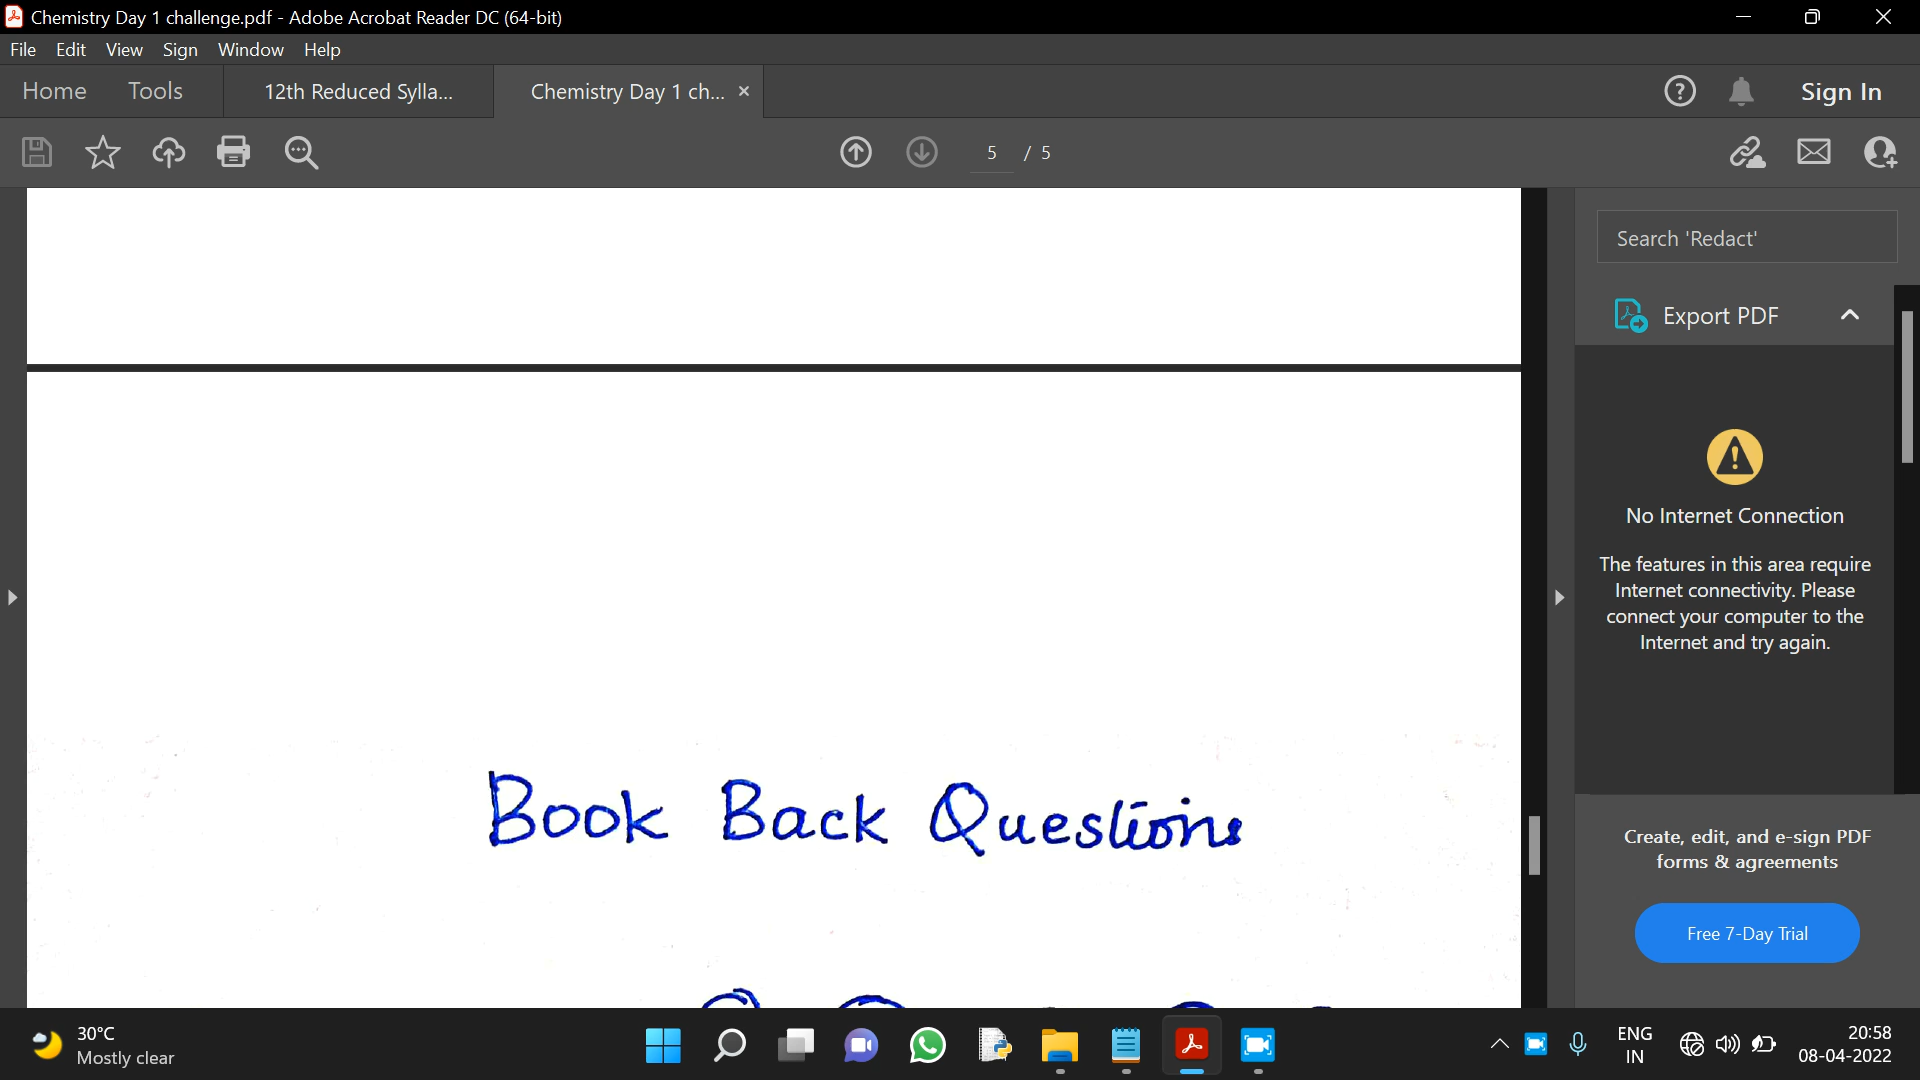 Chemistry Day 1 challenge.pdf - Adobe Acrobat Reader DC (64-bit)
File Edit View Sign Window Help
Home Tools 12th Reduced Sylla... Chemistry Day 1 ch... × Sign In
5 / 5
Search 'Redact'
Export PDF
No Internet Connection
The features in this area require
Internet connectivity. Please
connect your computer to the
Internet and try again.
Book Back Questions
Create, edit, and e-sign PDF
forms & agreements
Free 7-Day Trial
30°C
Mostly clear
ENG
IN
20:58
08-04-2022